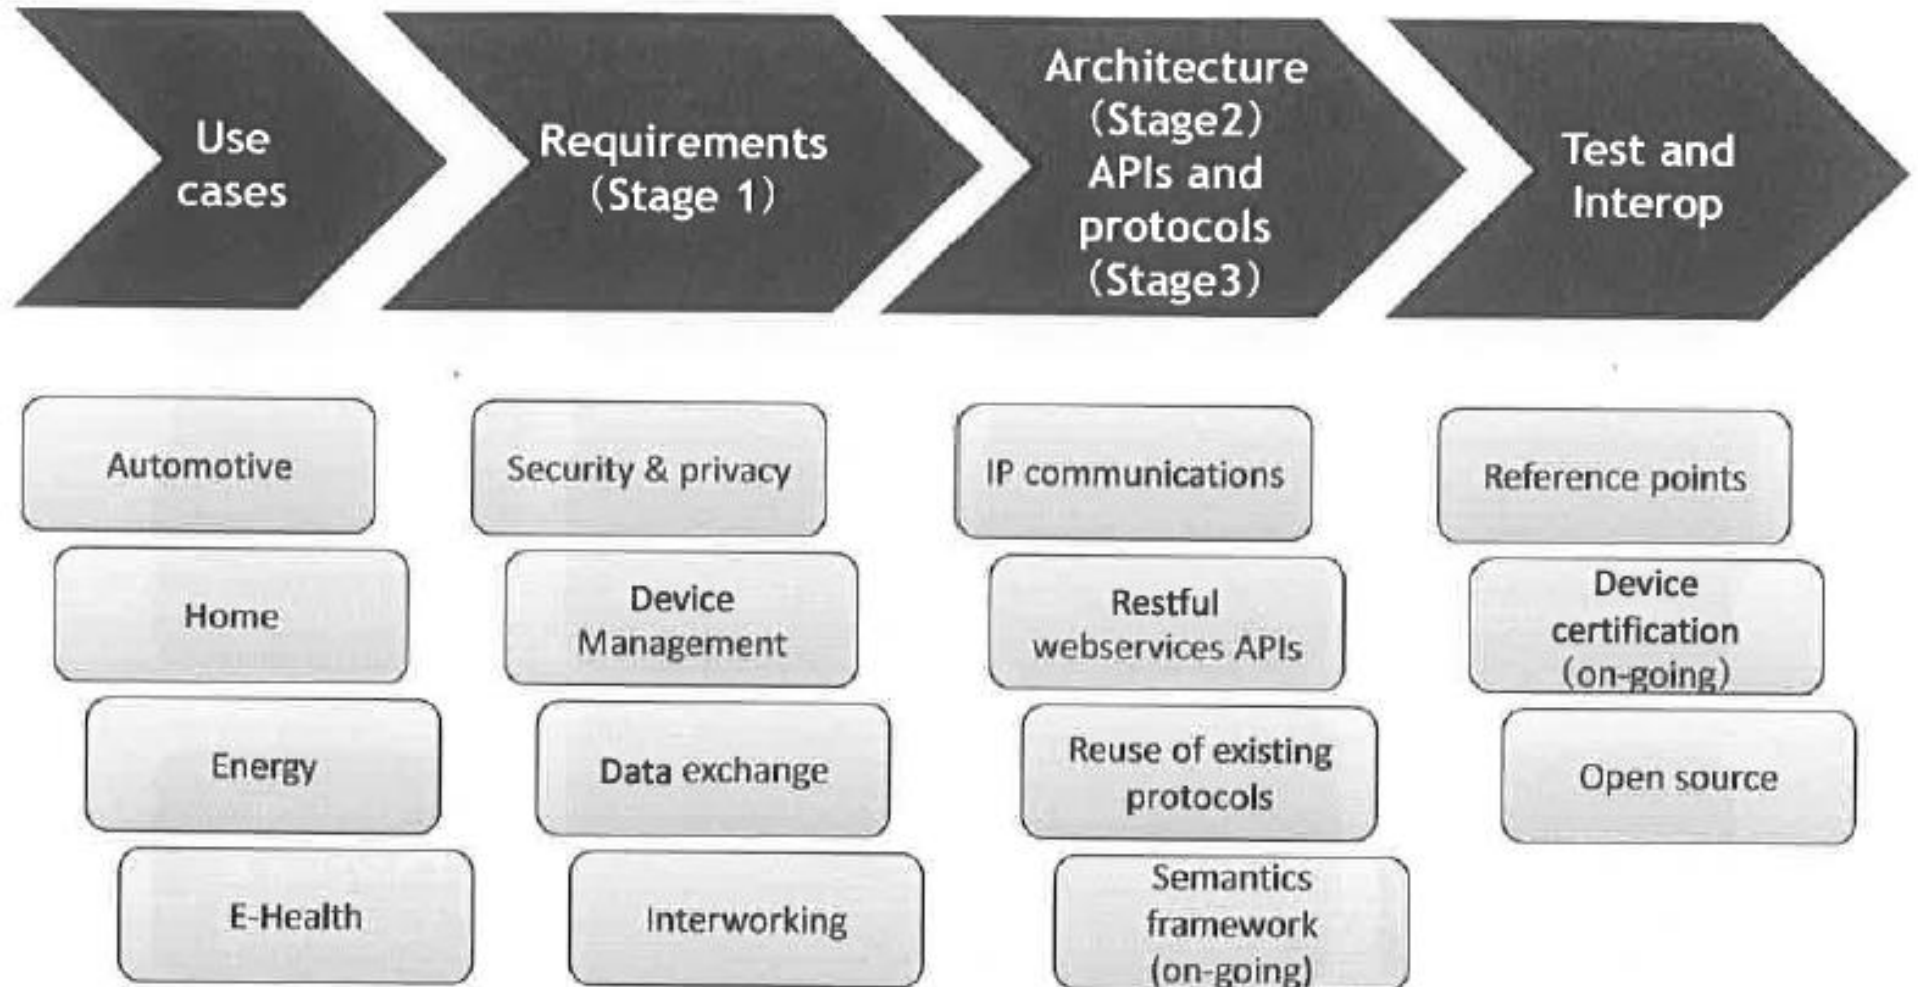 Use
cases
Requirements
(Stage 1)
Architecture
(Stage2)
APIs and
protocols
(Stage3)
Test and
Interop
Automotive
Home
Energy
E-Health
Security & privacy
Device
Management
Data exchange
Interworking
IP communications
Restful
webservices APIs
Reuse of existing
protocols
Semantics
framework
(on-going)
Reference points
Device
certification
(on-going)
Open source